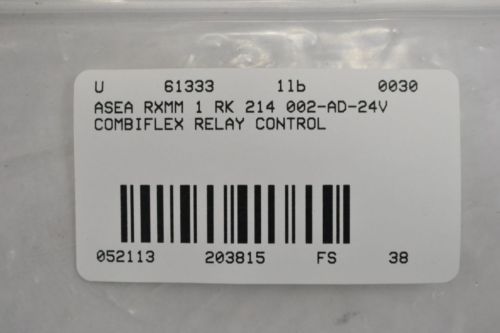 U 61333 1lb 0030
ASEA RXMM 1 RK 214 002-AD-24V
COMBIFLEX RELAY CONTROL
052113 203815 FS 38